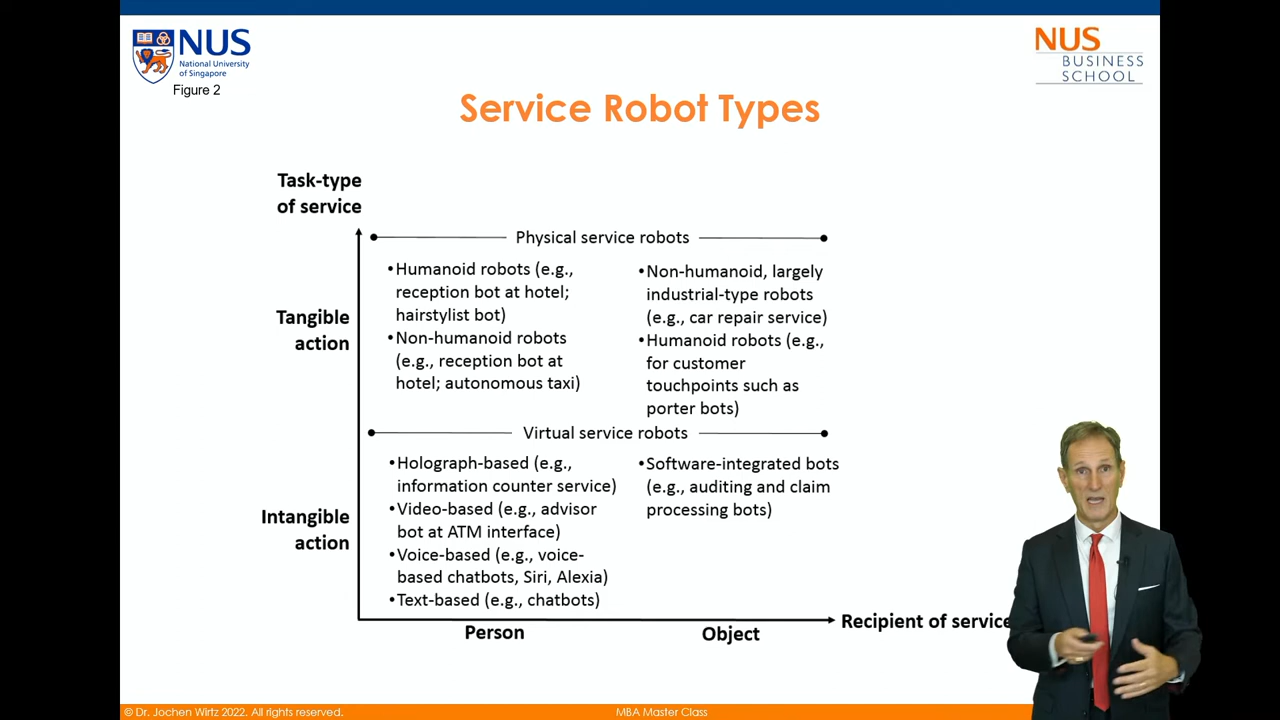 NUS
National University
of Singapore
Figure 2
NUS
BUSINESS
SCHOOL
Service Robot Types
Task-type
of service
Physical service robots
Tangible
action
•Humanoid robots (e.g.,
reception bot at hotel;
hairstylist bot)
•Non-humanoid robots
(e.g., reception bot at
hotel; autonomous taxi)
•Non-humanoid, largely
industrial-type robots
(e.g., car repair service)
•Humanoid robots (e.g.,
for customer
touchpoints such as
porter bots)
Virtual service robots
Intangible
action
•Holograph-based (e.g.,
information counter service)
•Video-based (e.g., advisor
bot at ATM interface)
•Voice-based (e.g., voice-
based chatbots, Siri, Alexia)
•Text-based (e.g., chatbots)
•Software-integrated bots
(e.g., auditing and claim
processing bots)
Person
Object
Recipient of service
© Dr. Jochen Wirtz 2022. All rights reserved.
MBA Master Class